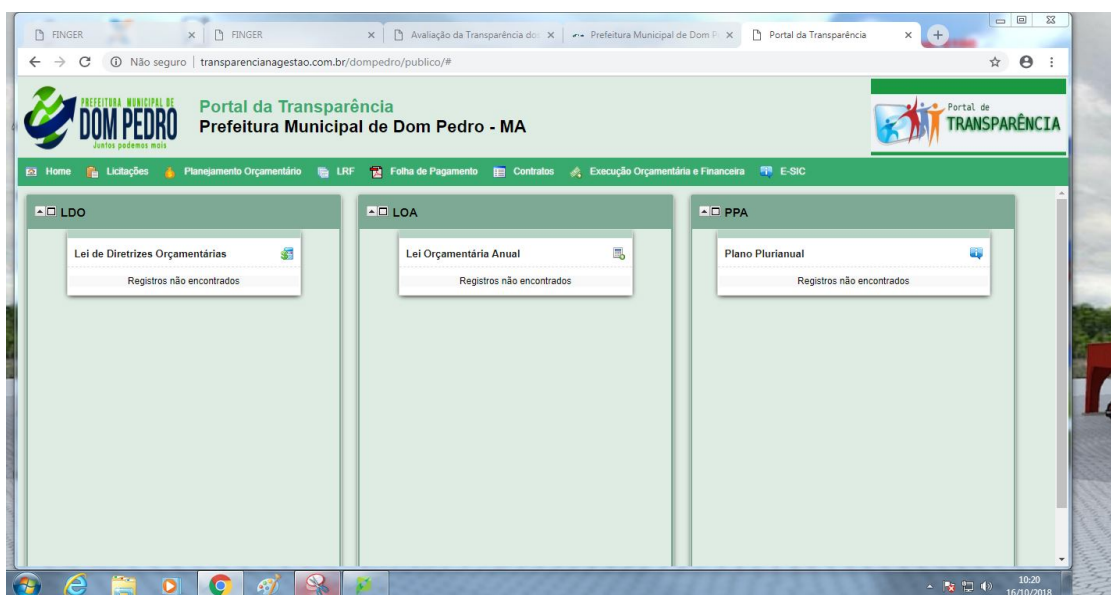 FINGER
FINGER
Avaliação da Transparência do
Prefeitura Municipal de Dom P
Portal da Transparência
Não seguro | transparencianagestao.com.br/dompedro/publico/#
PREFEITURA MUNICIPAL DE
DOM PEDRO
Juntos podemos mais
Portal da Transparência
Prefeitura Municipal de Dom Pedro - MA
Portal de
TRANSPARÊNCIA
Home Licitações Planejamento Orçamentário LRF Folha de Pagamento Contratos Execução Orçamentária e Financeira E-SIC
LDO
Lei de Diretrizes Orçamentárias
Registros não encontrados
LOA
Lei Orçamentária Anual
Registros não encontrados
PPA
Plano Plurianual
Registros não encontrados
10:20
16/10/2018